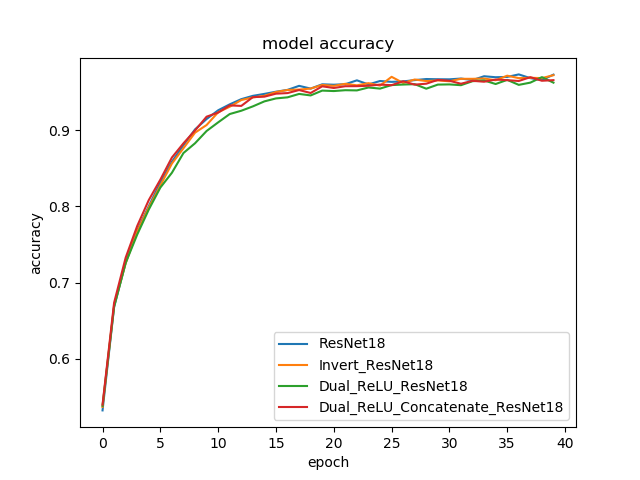 model accuracy
accuracy
0.9
0.8
0.7
0.6
ResNet18
Invert_ResNet18
Dual_ReLU_ResNet18
Dual_ReLU_Concatenate_ResNet18
0 5 10 15 20 25 30 35 40
epoch